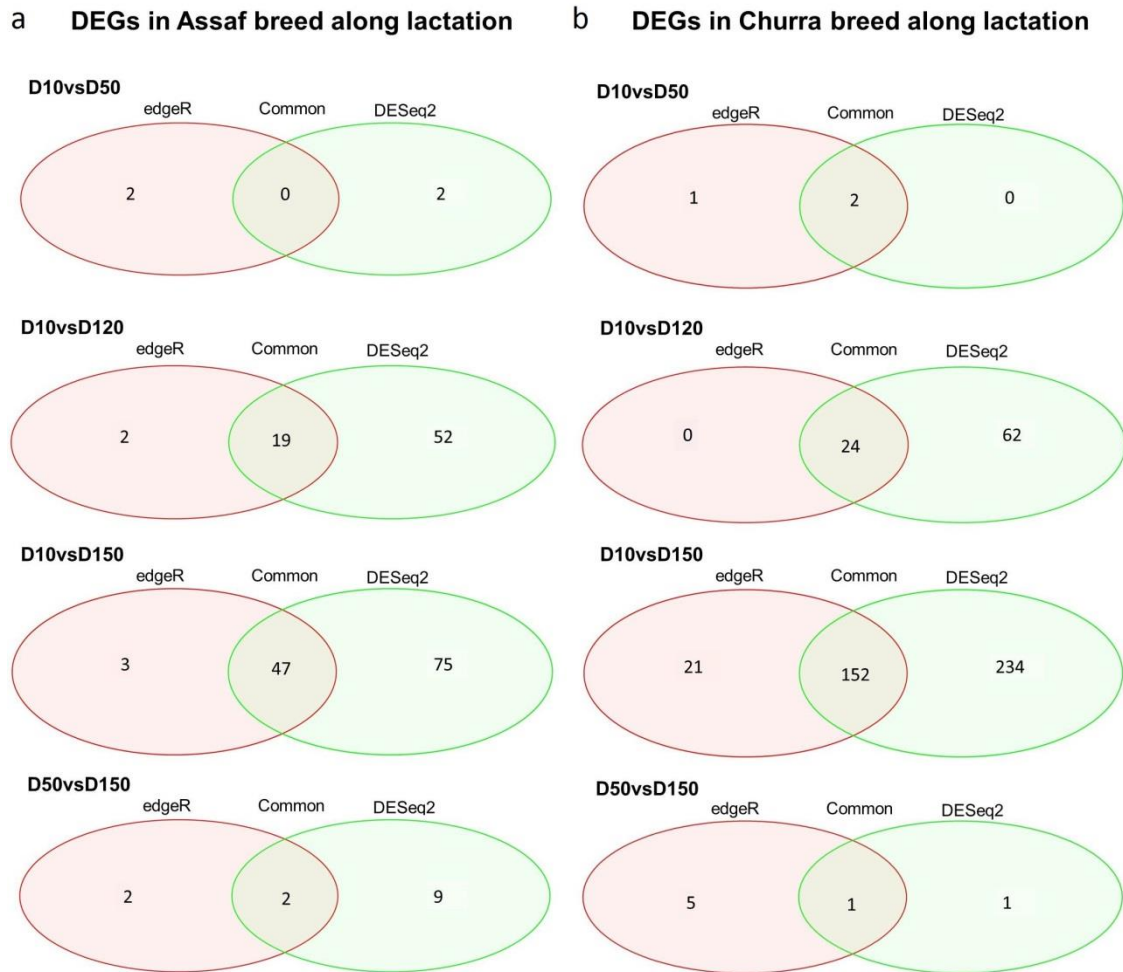 a DEGs in Assaf breed along lactation
D10vsD50
edgeR Common DESeq2
2 0 2
D10vsD120
edgeR Common DESeq2
2 19 52
D10vsD150
edgeR Common DESeq2
3 47 75
D50vsD150
edgeR Common DESeq2
2 2 9
b DEGs in Churra breed along lactation
D10vsD50
edgeR Common DESeq2
1 2 0
D10vsD120
edgeR Common DESeq2
0 24 62
D10vsD150
edgeR Common DESeq2
21 152 234
D50vsD150
edgeR Common DESeq2
5 1 1